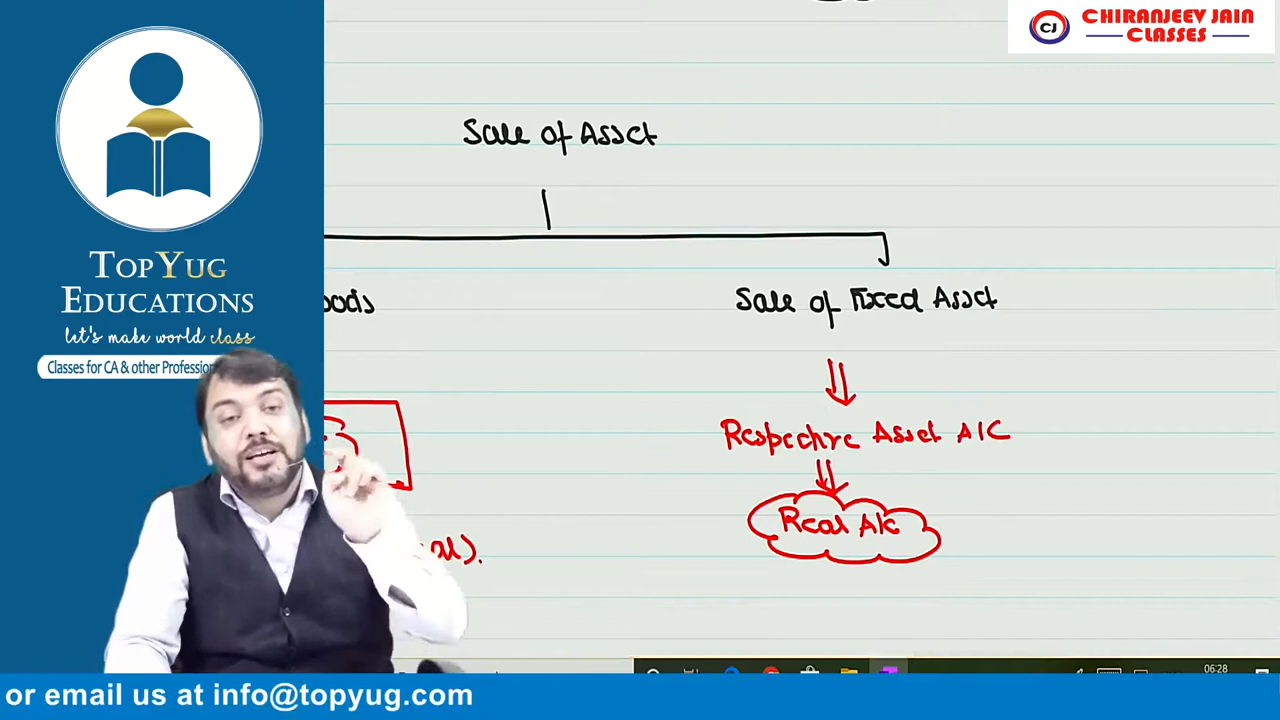 CHIRANJEEV JAIN
CLASSES
CJ
TOPYUG
EDUCATIONS
let's make world class
Classes for CA & other Profession
Sale of Asset
Sale of Fixed Asset
Respective Asset A/C
Real A/c
06:28
or email us at info@topyug.com